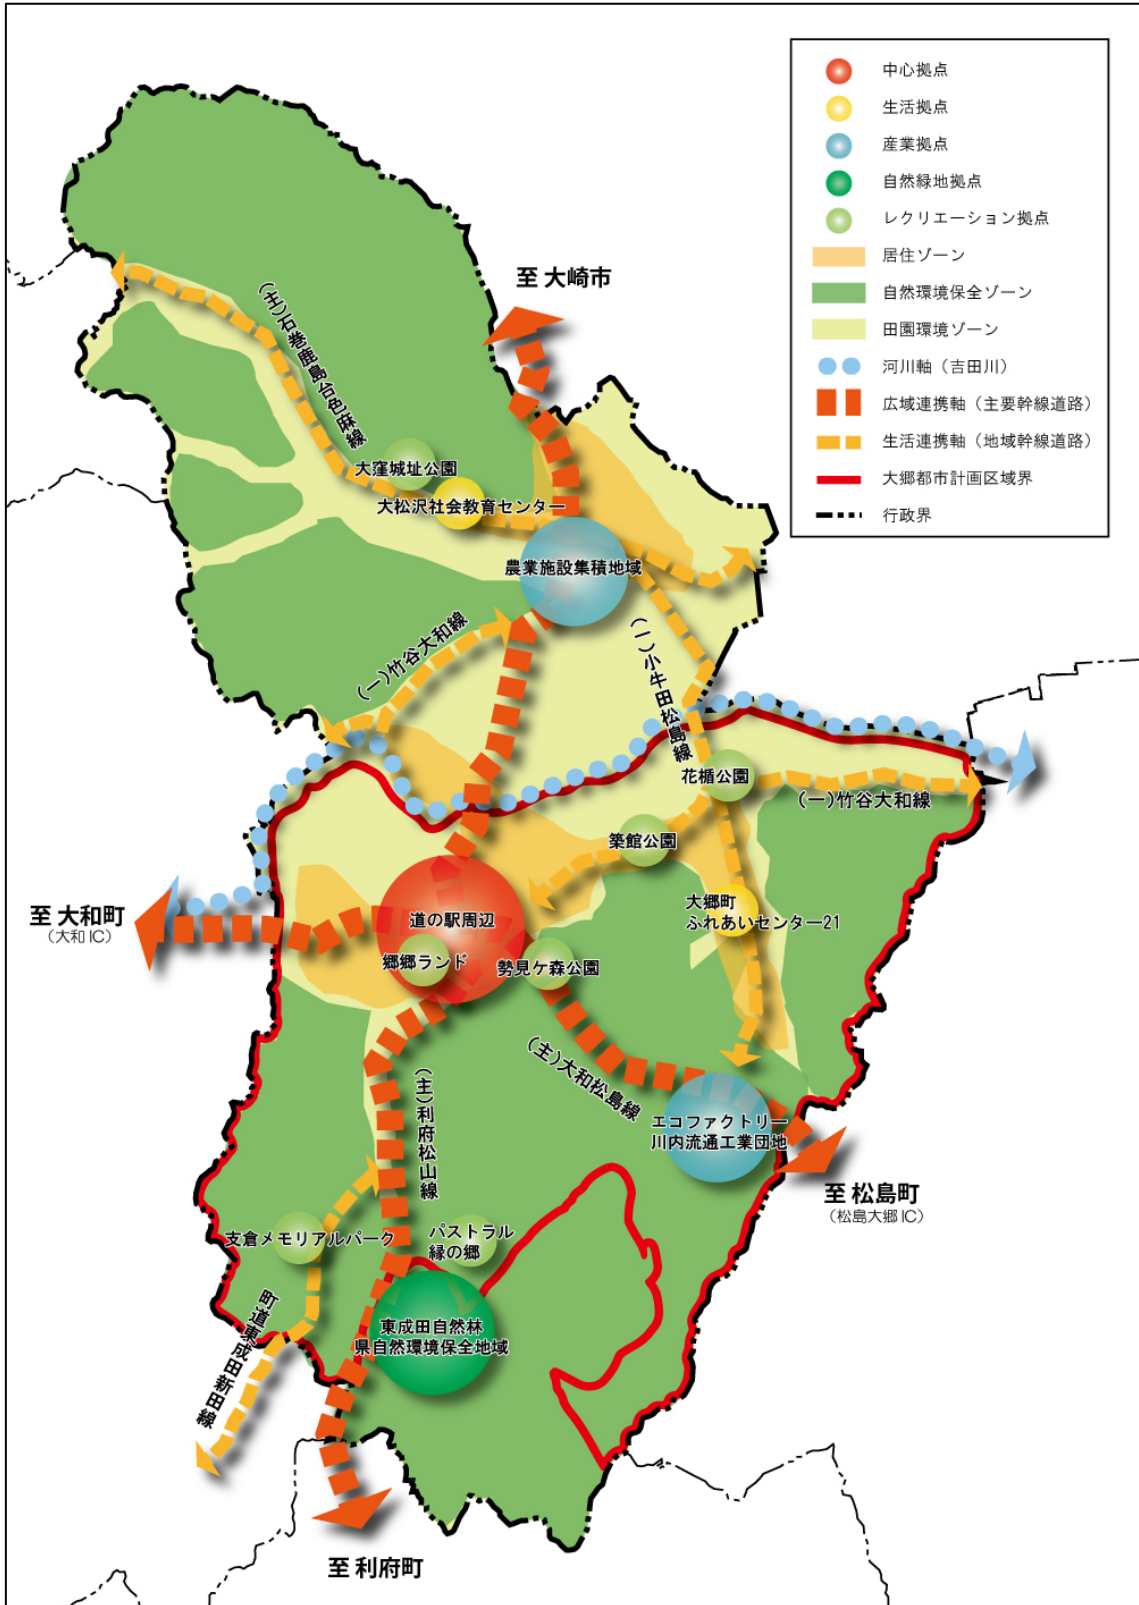 中心拠点
生活拠点
産業拠点
自然緑地拠点
レクリエーション拠点
居住ゾーン
自然環境保全ゾーン
田園環境ゾーン
河川軸（吉田川）
広域連携軸（主要幹線道路）
生活連携軸（地域幹線道路）
大郷都市計画区域界
行政界
至 大崎市
(主)石巻鹿島台色麻線
大窪城址公園
大松沢社会教育センター
農業施設集積地域
(一)竹谷大和線
(一)小牛田松島線
花楯公園
(一)竹谷大和線
築館公園
大郷町
ふれあいセンター21
至 大和町
（大和 IC）
道の駅周辺
郷郷ランド
勢見ケ森公園
(主)大和松島線
(主)利府松山線
エコファクトリー
川内流通工業団地
至 松島町
（松島大郷 IC）
支倉メモリアルパーク
パストラル
縁の郷
町道東成田新田線
東成田自然林
県自然環境保全地域
至 利府町